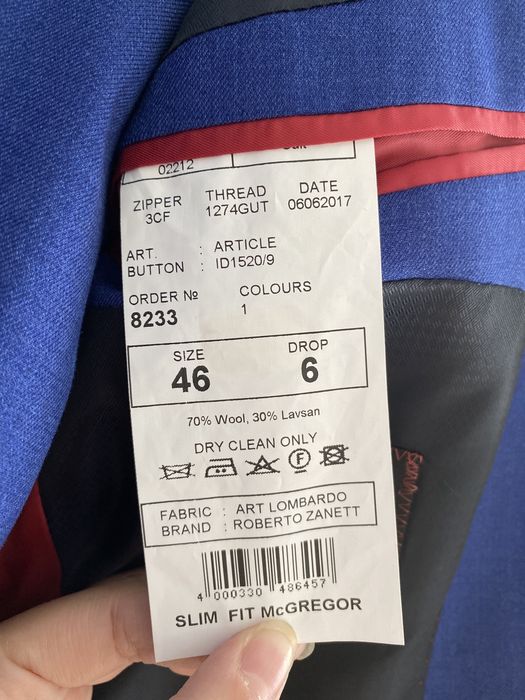 02212
ZIPPER THREAD DATE
3CF 1274GUT 06062017
ART. : ARTICLE
BUTTON : ID1520/9
ORDER № COLOURS
8233 1
SIZE DROP
46 6
70% Wool, 30% Lavsan
DRY CLEAN ONLY
F
FABRIC : ART LOMBARDO
BRAND : ROBERTO ZANETT
4 000330 486457
SLIM FIT McGREGOR